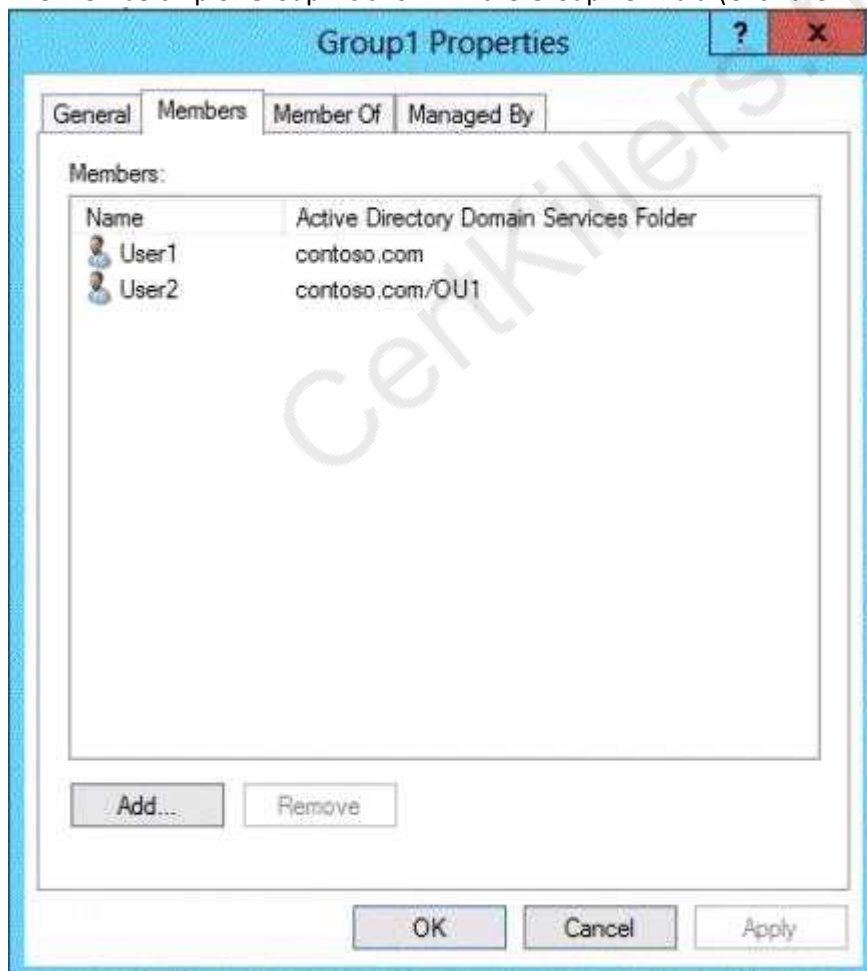 Group1 Properties
? x
General Members Member Of Managed By
Members:
Name Active Directory Domain Services Folder
User1 contoso.com
User2 contoso.com/OU1
Add... Remove
OK Cancel Apply
CertKillers